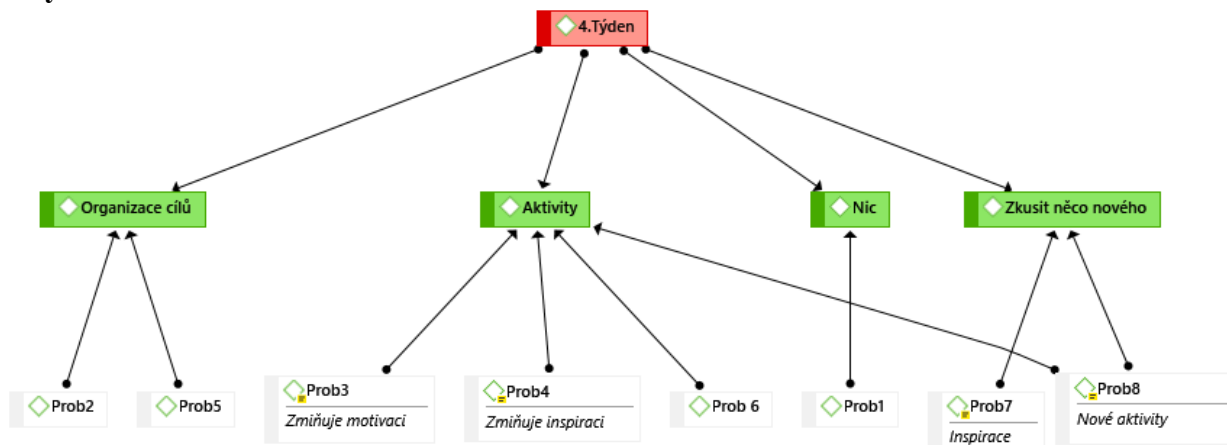 4.Týden
Organizace cílů
Aktivity
Nic
Zkusit něco nového
Prob2
Prob5
Prob3
Zmiňuje motivaci
Prob4
Zmiňuje inspiraci
Prob 6
Prob1
Prob7
Inspirace
Prob8
Nové aktivity